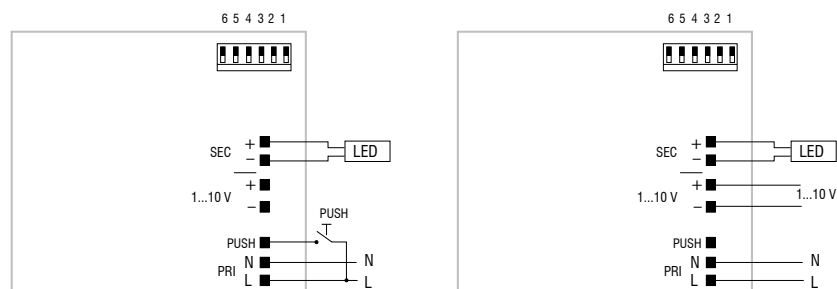 6 5 4 3 2 1
SEC + LED
−
+
1...10 V
−
PUSH
PUSH
PRI N N
L L
6 5 4 3 2 1
SEC + LED
−
+
1...10 V 1...10 V
−
PUSH
PRI N N
L L